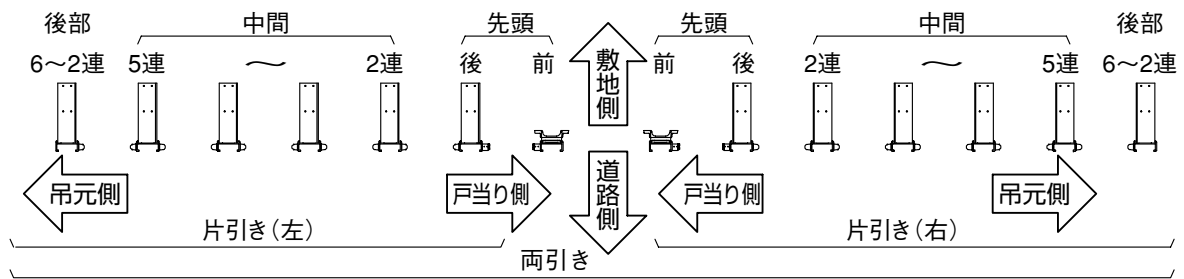 後部 中間 先頭 先頭 中間 後部
6〜2連 5連 〜 2連 後 前 前 後 2連 〜 5連 6〜2連
敷地側
道路側
吊元側 戸当り側 戸当り側 吊元側
片引き（左） 片引き（右）
両引き